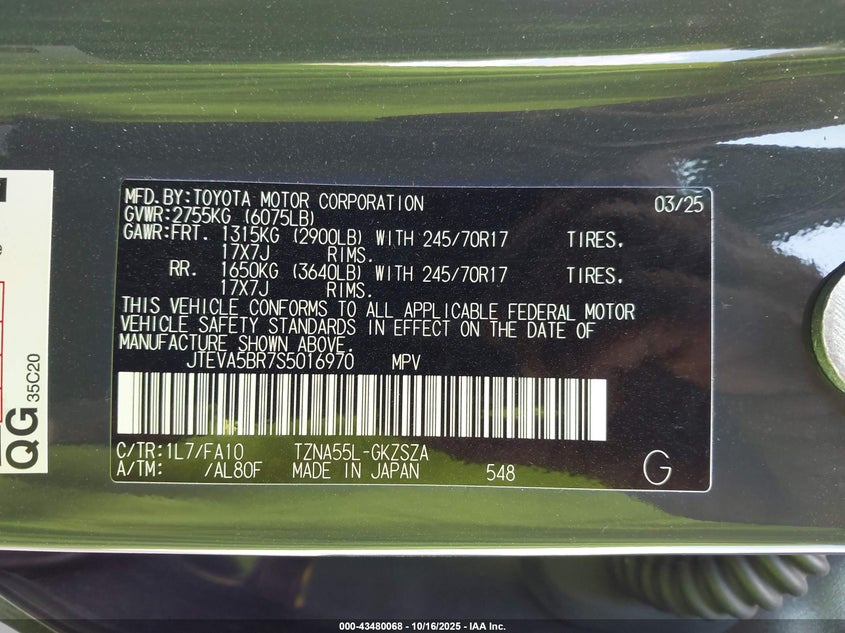 MFD. BY:TOYOTA MOTOR CORPORATION 03/25
GVWR:2755KG (6075LB)
GAWR:FRT. 1315KG (2900LB) WITH 245/70R17 TIRES.
17X7J RIMS.
RR. 1650KG (3640LB) WITH 245/70R17 TIRES.
17X7J RIMS.
THIS VEHICLE CONFORMS TO ALL APPLICABLE FEDERAL MOTOR
VEHICLE SAFETY STANDARDS IN EFFECT ON THE DATE OF
MANUFACTURE SHOWN ABOVE.
JTEVA5BR7S5016970 MPV
C/TR:1L7/FA10 TZNA55L-GKZSZA
A/TM: /AL80F MADE IN JAPAN 548 G
QG 35C20
000-43480068 - 10/16/2025 - IAA Inc.